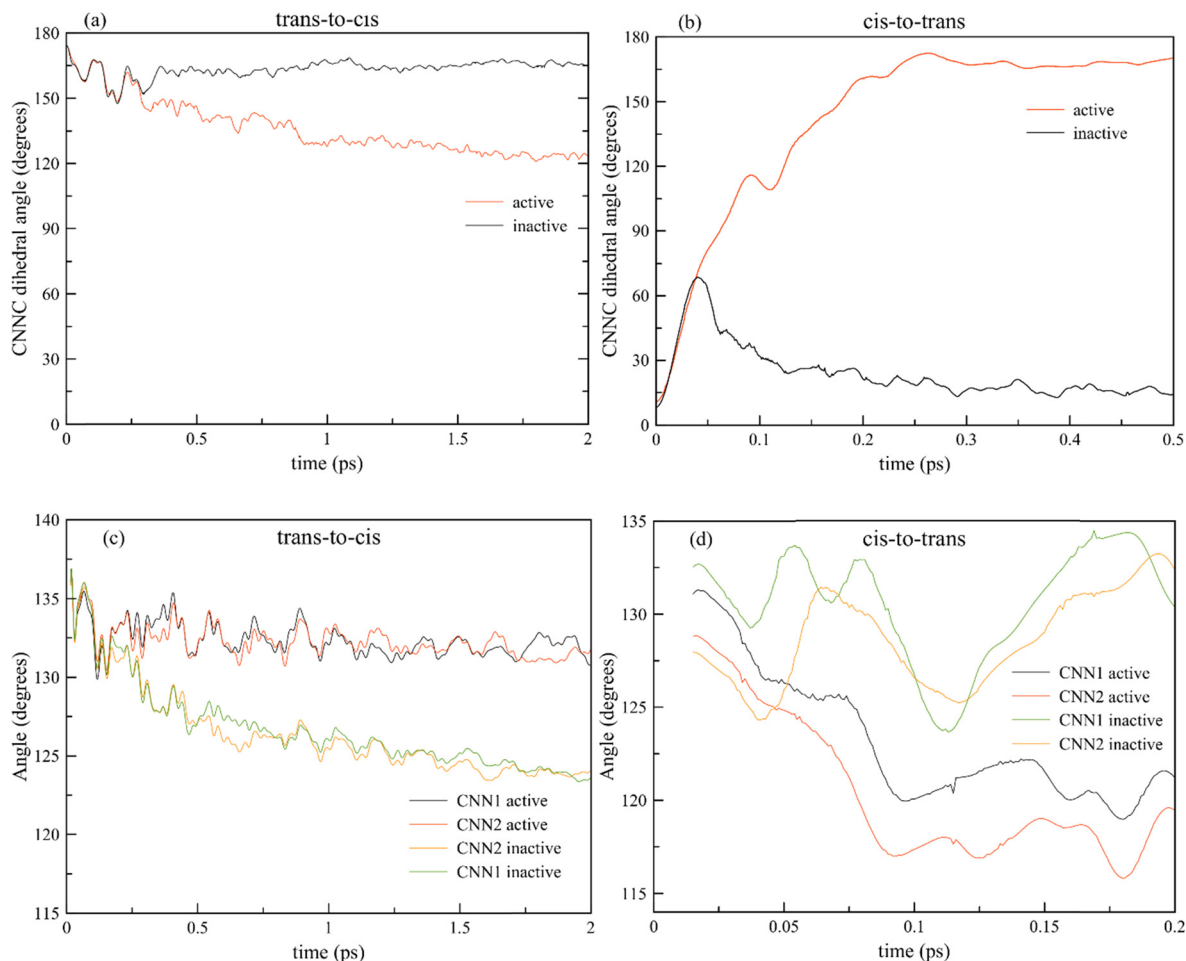 (a) trans-to-cis
180
150
120
90
60
30
0
CNNC dihedral angle (degrees)
active
inactive
0 0.5 1 1.5 2
time (ps)
(b) cis-to-trans
180
150
120
90
60
30
0
CNNC dihedral angle (degrees)
active
inactive
0 0.1 0.2 0.3 0.4 0.5
time (ps)
(c) trans-to-cis
140
135
130
125
120
115
Angle (degrees)
CNN1 active
CNN2 active
CNN2 inactive
CNN1 inactive
0 0.5 1 1.5 2
time (ps)
(d) cis-to-trans
135
130
125
120
115
Angle (degrees)
CNN1 active
CNN2 active
CNN1 inactive
CNN2 inactive
0 0.05 0.1 0.15 0.2
time (ps)